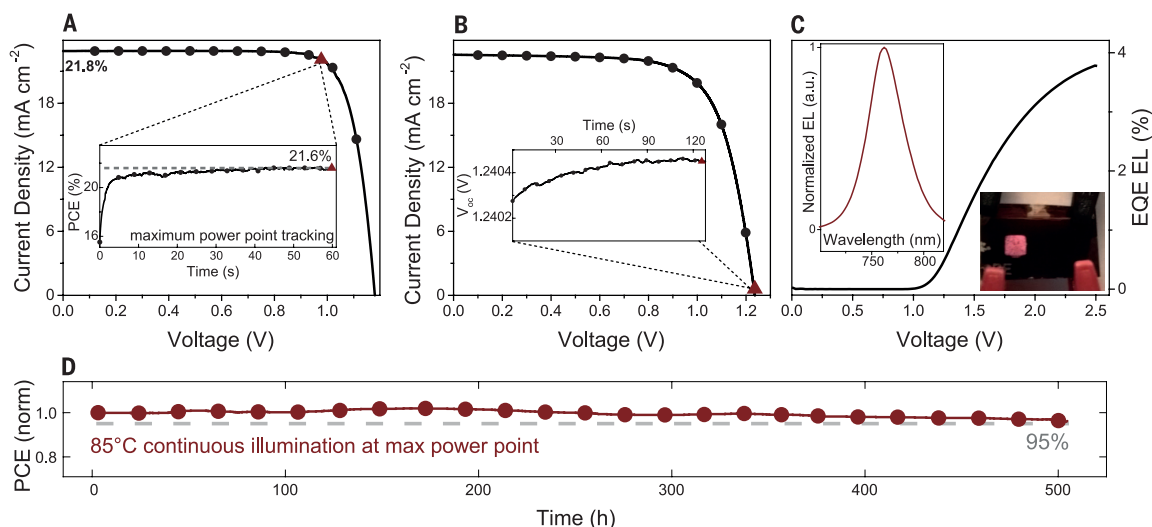 A
Current Density (mA cm⁻²)
22
12
6
0
21.8%
PCE (%)
20
16
21.6%
maximum power point tracking
0 10 20 30 40 50 60
Time (s)
0.0 0.2 0.4 0.6 0.8 1.0
Voltage (V)
B
Current Density (mA cm⁻²)
22
12
6
0
Time (s)
30 60 90 120
Voc (V)
1.2404
1.2402
0.0 0.2 0.4 0.6 0.8 1.0 1.2
Voltage (V)
C
Normalized EL (a.u.)
1
0
Wavelength (nm)
750 800
EQE EL (%)
4
2
0
0.0 0.5 1.0 1.5 2.0 2.5
Voltage (V)
D
PCE (norm)
1.0
0.8
85°C continuous illumination at max power point
95%
0 100 200 300 400 500
Time (h)